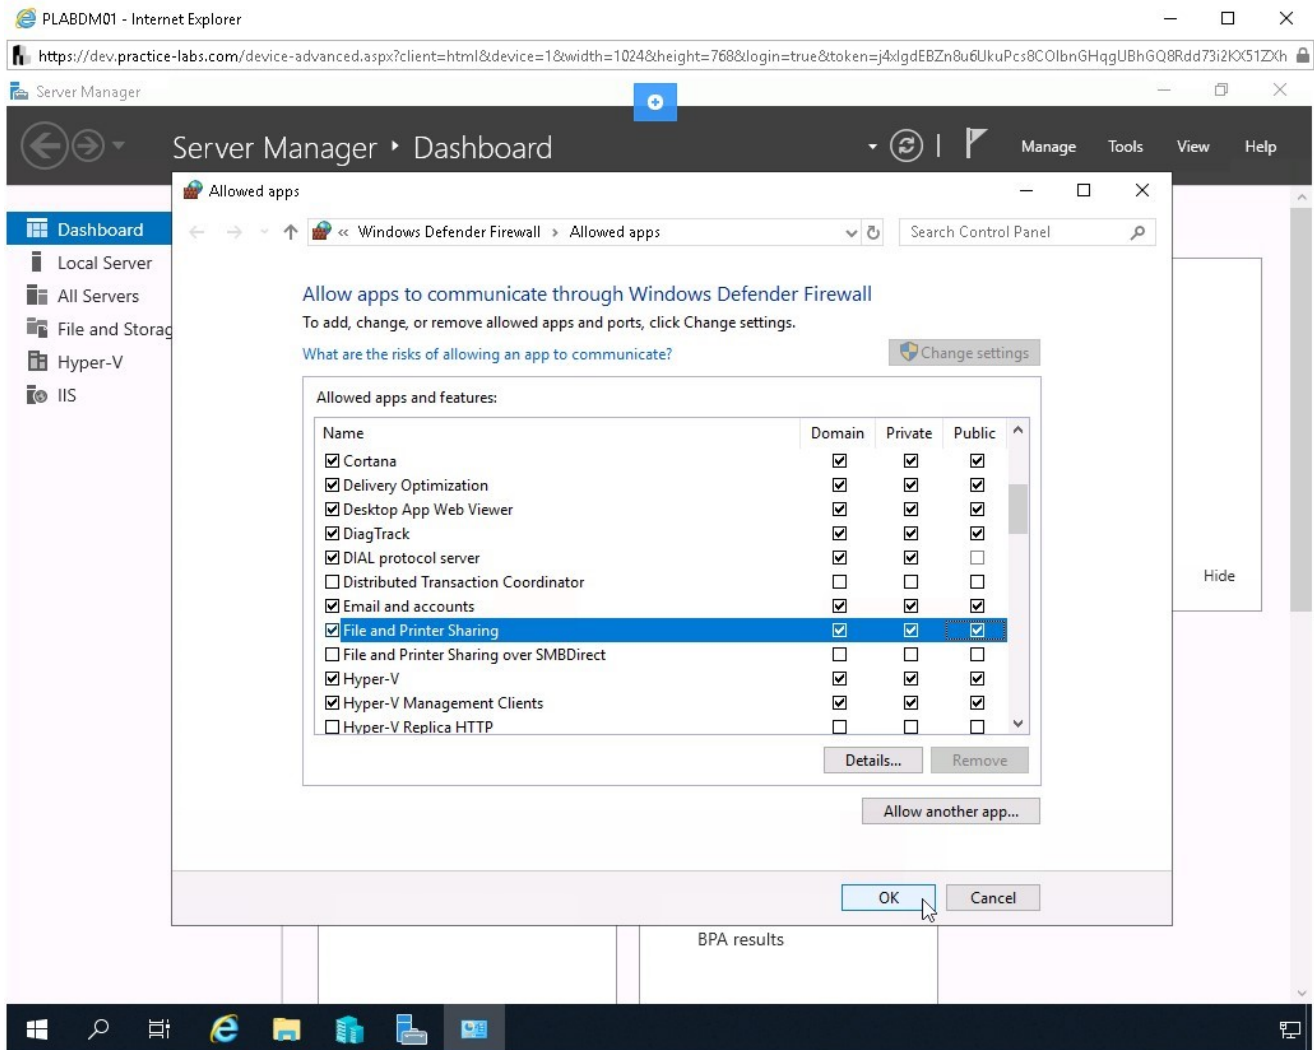 PLABDM01 - Internet Explorer
https://dev.practice-labs.com/device-advanced.aspx?client=html&device=1&width=1024&height=768&login=true&token=j4xlgdEBZn8u6UkuPcs8COlbnGHqgUBhGQ8Rdd73i2KX51ZXh
Server Manager
Server Manager • Dashboard
Manage Tools View Help
Allowed apps
Dashboard
« Windows Defender Firewall > Allowed apps
Search Control Panel
Local Server
All Servers
Allow apps to communicate through Windows Defender Firewall
File and Storag
To add, change, or remove allowed apps and ports, click Change settings.
Hyper-V
What are the risks of allowing an app to communicate?
Change settings
IIS
Allowed apps and features:
Name Domain Private Public
Cortana
Delivery Optimization
Desktop App Web Viewer
DiagTrack
DIAL protocol server
Distributed Transaction Coordinator
Hide
Email and accounts
File and Printer Sharing
File and Printer Sharing over SMBDirect
Hyper-V
Hyper-V Management Clients
Hyper-V Replica HTTP
Details... Remove
Allow another app...
OK Cancel
BPA results